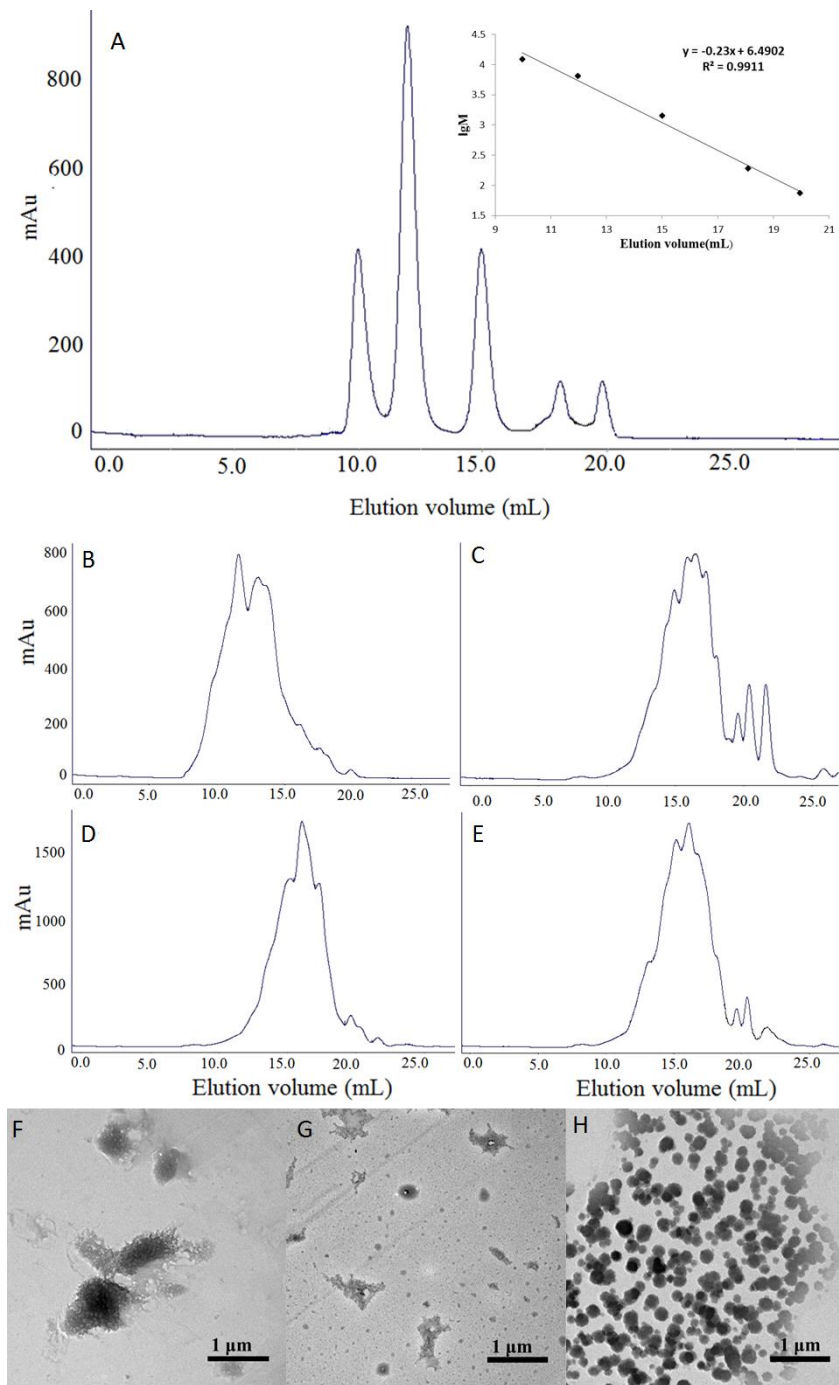 A
mAu
800
600
400
200
0
0.0 5.0 10.0 15.0 20.0 25.0
Elution volume (mL)
y = -0.23x + 6.4902
R² = 0.9911
lgM
4.5
4
3.5
3
2.5
2
1.5
9 11 13 15 17 19 21
Elution volume(mL)
B
mAu
800
600
400
200
0
0.0 5.0 10.0 15.0 20.0 25.0
C
0.0 5.0 10.0 15.0 20.0 25.0
D
mAu
1500
1000
500
0
0.0 5.0 10.0 15.0 20.0 25.0
Elution volume (mL)
E
0.0 5.0 10.0 15.0 20.0 25.0
Elution volume (mL)
F
1 μm
G
1 μm
H
1 μm